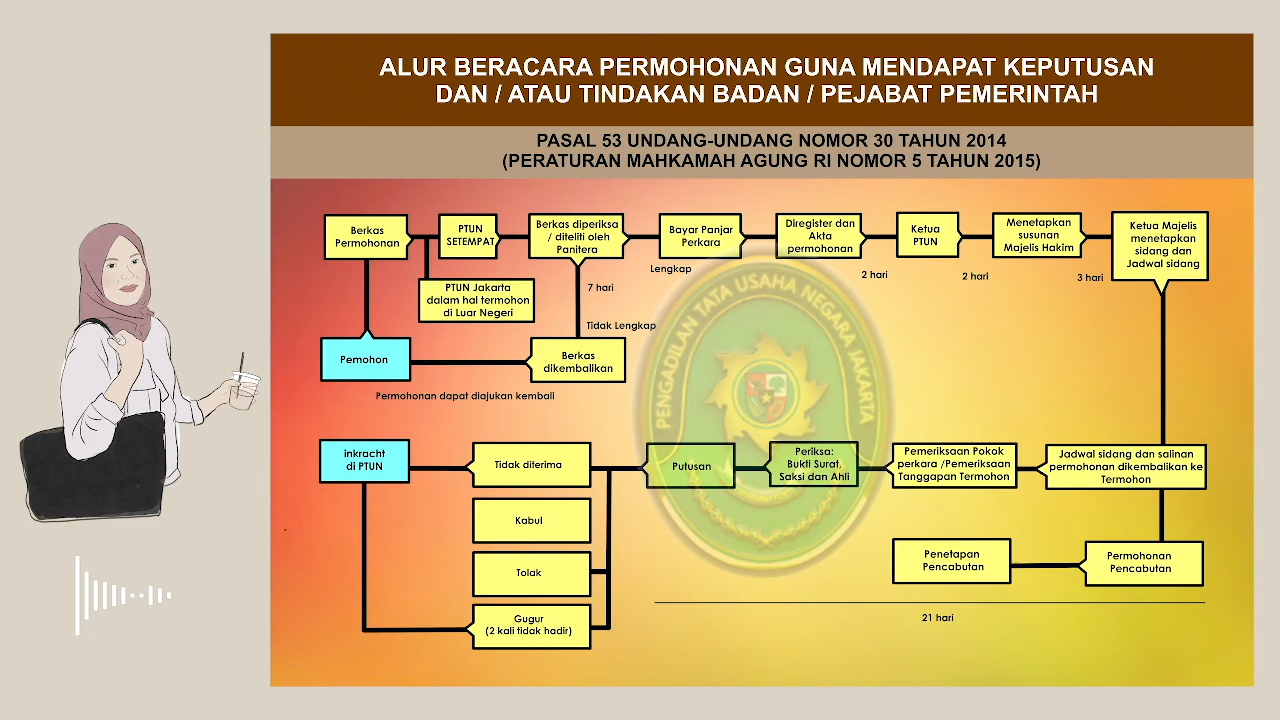 ALUR BERACARA PERMOHONAN GUNA MENDAPAT KEPUTUSAN
DAN / ATAU TINDAKAN BADAN / PEJABAT PEMERINTAH
PASAL 53 UNDANG-UNDANG NOMOR 30 TAHUN 2014
(PERATURAN MAHKAMAH AGUNG RI NOMOR 5 TAHUN 2015)
Berkas
Permohonan
PTUN
SETEMPAT
Berkas diperiksa
/ diteliti oleh
Panitera
Bayar Panjar
Perkara
Diregister dan
Akta
permohonan
Ketua
PTUN
Menetapkan
susunan
Majelis Hakim
Ketua Majelis
menetapkan
sidang dan
Jadwal sidang
Lengkap
2 hari
2 hari
3 hari
PTUN Jakarta
dalam hal termohon
di Luar Negeri
7 hari
Tidak Lengkap
Pemohon
Berkas
dikembalikan
Permohonan dapat diajukan kembali
PENGADILAN TATA USAHA NEGARA JAKARTA
inkracht
di PTUN
Tidak diterima
Putusan
Periksa:
Bukti Surat,
Saksi dan Ahli
Pemeriksaan Pokok
perkara /Pemeriksaan
Tanggapan Termohon
Jadwal sidang dan salinan
permohonan dikembalikan ke
Termohon
Kabul
Tolak
Gugur
(2 kali tidak hadir)
Penetapan
Pencabutan
Permohonan
Pencabutan
21 hari